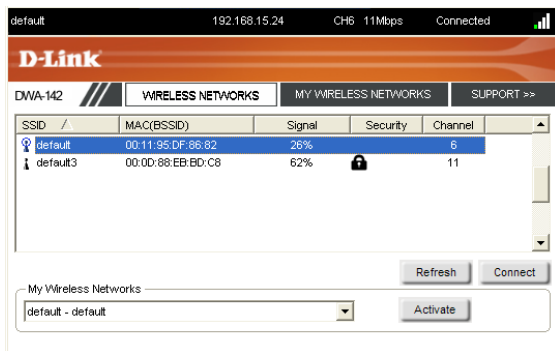 default 192.168.15.24 CH6 11Mbps Connected
D-Link
DWA-142 WIRELESS NETWORKS MY WIRELESS NETWORKS SUPPORT >>
SSID MAC(BSSID) Signal Security Channel
default 00:11:95:DF:86:82 26% 6
default3 00:0D:88:EB:BD:C8 62% 11
Refresh Connect
My Wireless Networks
default - default Activate